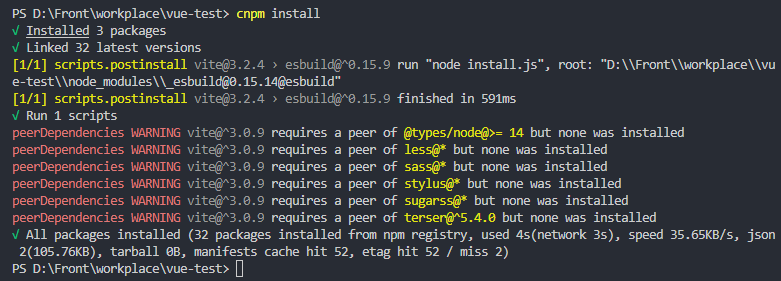 PS D:\Front\workplace\vue-test> cnpm install
√ Installed 3 packages
√ Linked 32 latest versions
[1/1] scripts.postinstall vite@3.2.4 › esbuild@^0.15.9 run "node install.js", root: "D:\\Front\\workplace\\vu
e-test\\node_modules\\_esbuild@0.15.14@esbuild"
[1/1] scripts.postinstall vite@3.2.4 › esbuild@^0.15.9 finished in 591ms
√ Run 1 scripts
peerDependencies WARNING vite@^3.0.9 requires a peer of @types/node@>= 14 but none was installed
peerDependencies WARNING vite@^3.0.9 requires a peer of less@* but none was installed
peerDependencies WARNING vite@^3.0.9 requires a peer of sass@* but none was installed
peerDependencies WARNING vite@^3.0.9 requires a peer of stylus@* but none was installed
peerDependencies WARNING vite@^3.0.9 requires a peer of sugarss@* but none was installed
peerDependencies WARNING vite@^3.0.9 requires a peer of terser@^5.4.0 but none was installed
√ All packages installed (32 packages installed from npm registry, used 4s(network 3s), speed 35.65KB/s, json
2(105.76KB), tarball 0B, manifests cache hit 52, etag hit 52 / miss 2)
PS D:\Front\workplace\vue-test>